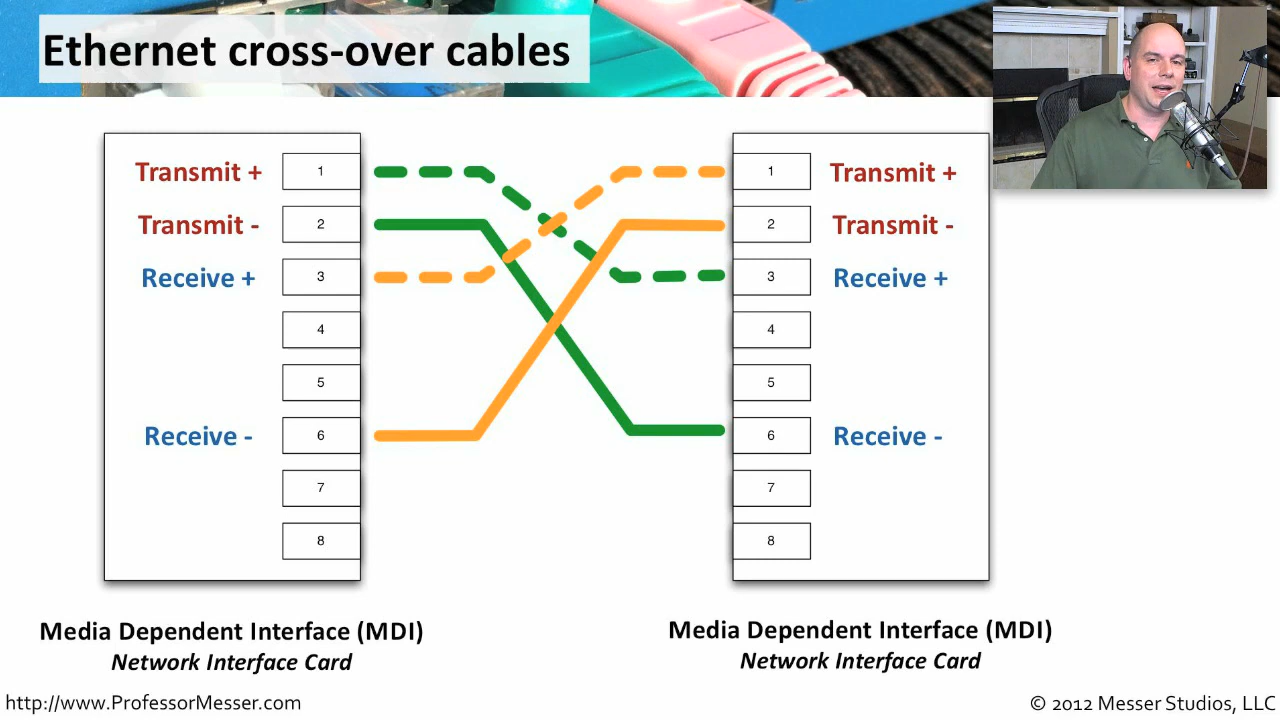 Ethernet cross-over cables
Transmit + 1
Transmit - 2
Receive + 3
4
5
Receive - 6
7
8
1 Transmit +
2 Transmit -
3 Receive +
4
5
6 Receive -
7
8
Media Dependent Interface (MDI)
Network Interface Card
Media Dependent Interface (MDI)
Network Interface Card
http://www.ProfessorMesser.com
© 2012 Messer Studios, LLC